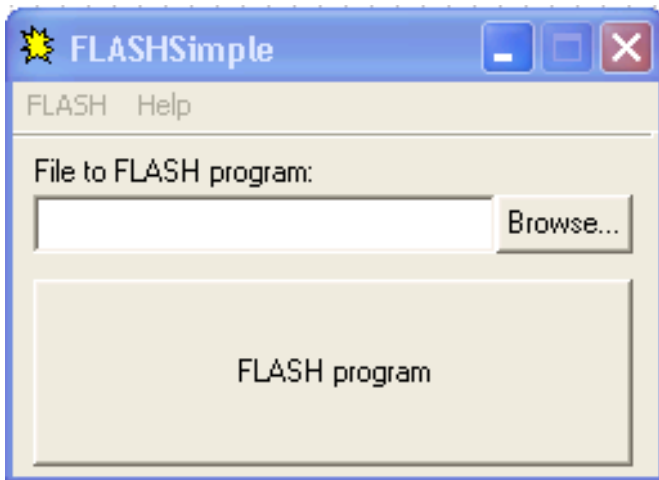 FLASHSimple
FLASH Help
File to FLASH program:
Browse...
FLASH program